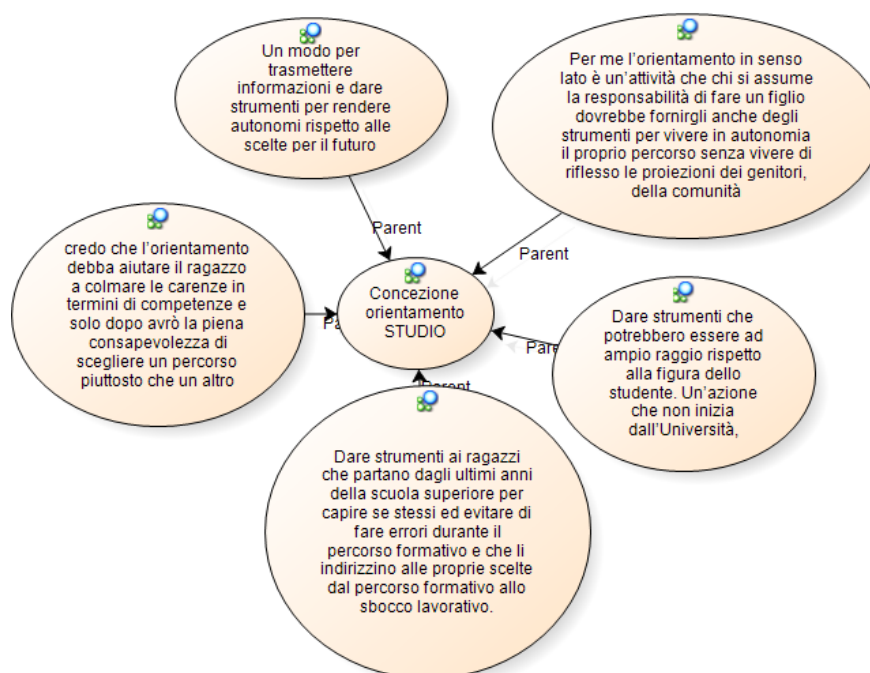 Un modo per
trasmettere
informazioni e dare
strumenti per rendere
autonomi rispetto alle
scelte per il futuro
Per me l'orientamento in senso
lato è un'attività che chi si assume
la responsabilità di fare un figlio
dovrebbe fornirgli anche degli
strumenti per vivere in autonomia
il proprio percorso senza vivere di
riflesso le proiezioni dei genitori,
della comunità
Parent
Parent
credo che l'orientamento
debba aiutare il ragazzo
a colmare le carenze in
termini di competenze e
solo dopo avrò la piena
consapevolezza di
scegliere un percorso
piuttosto che un altro
Concezione
orientamento
STUDIO
Dare strumenti che
potrebbero essere ad
ampio raggio rispetto
alla figura dello
studente. Un'azione
che non inizia
dall'Università,
Parent
Dare strumenti ai ragazzi
che partano dagli ultimi anni
della scuola superiore per
capire se stessi ed evitare di
fare errori durante il
percorso formativo e che li
indirizzino alle proprie scelte
dal percorso formativo allo
sbocco lavorativo.